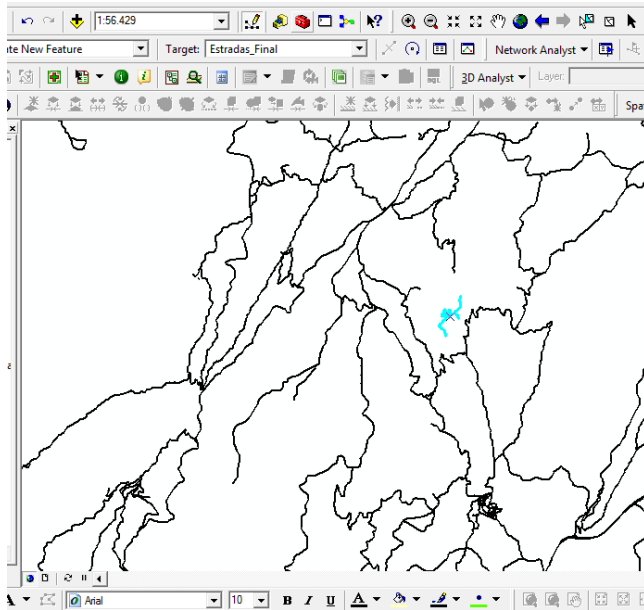 1:56.429
te New Feature Target: Estradas_Final Network Analyst
3D Analyst Layer:
Spa
Arial 10 B I U A